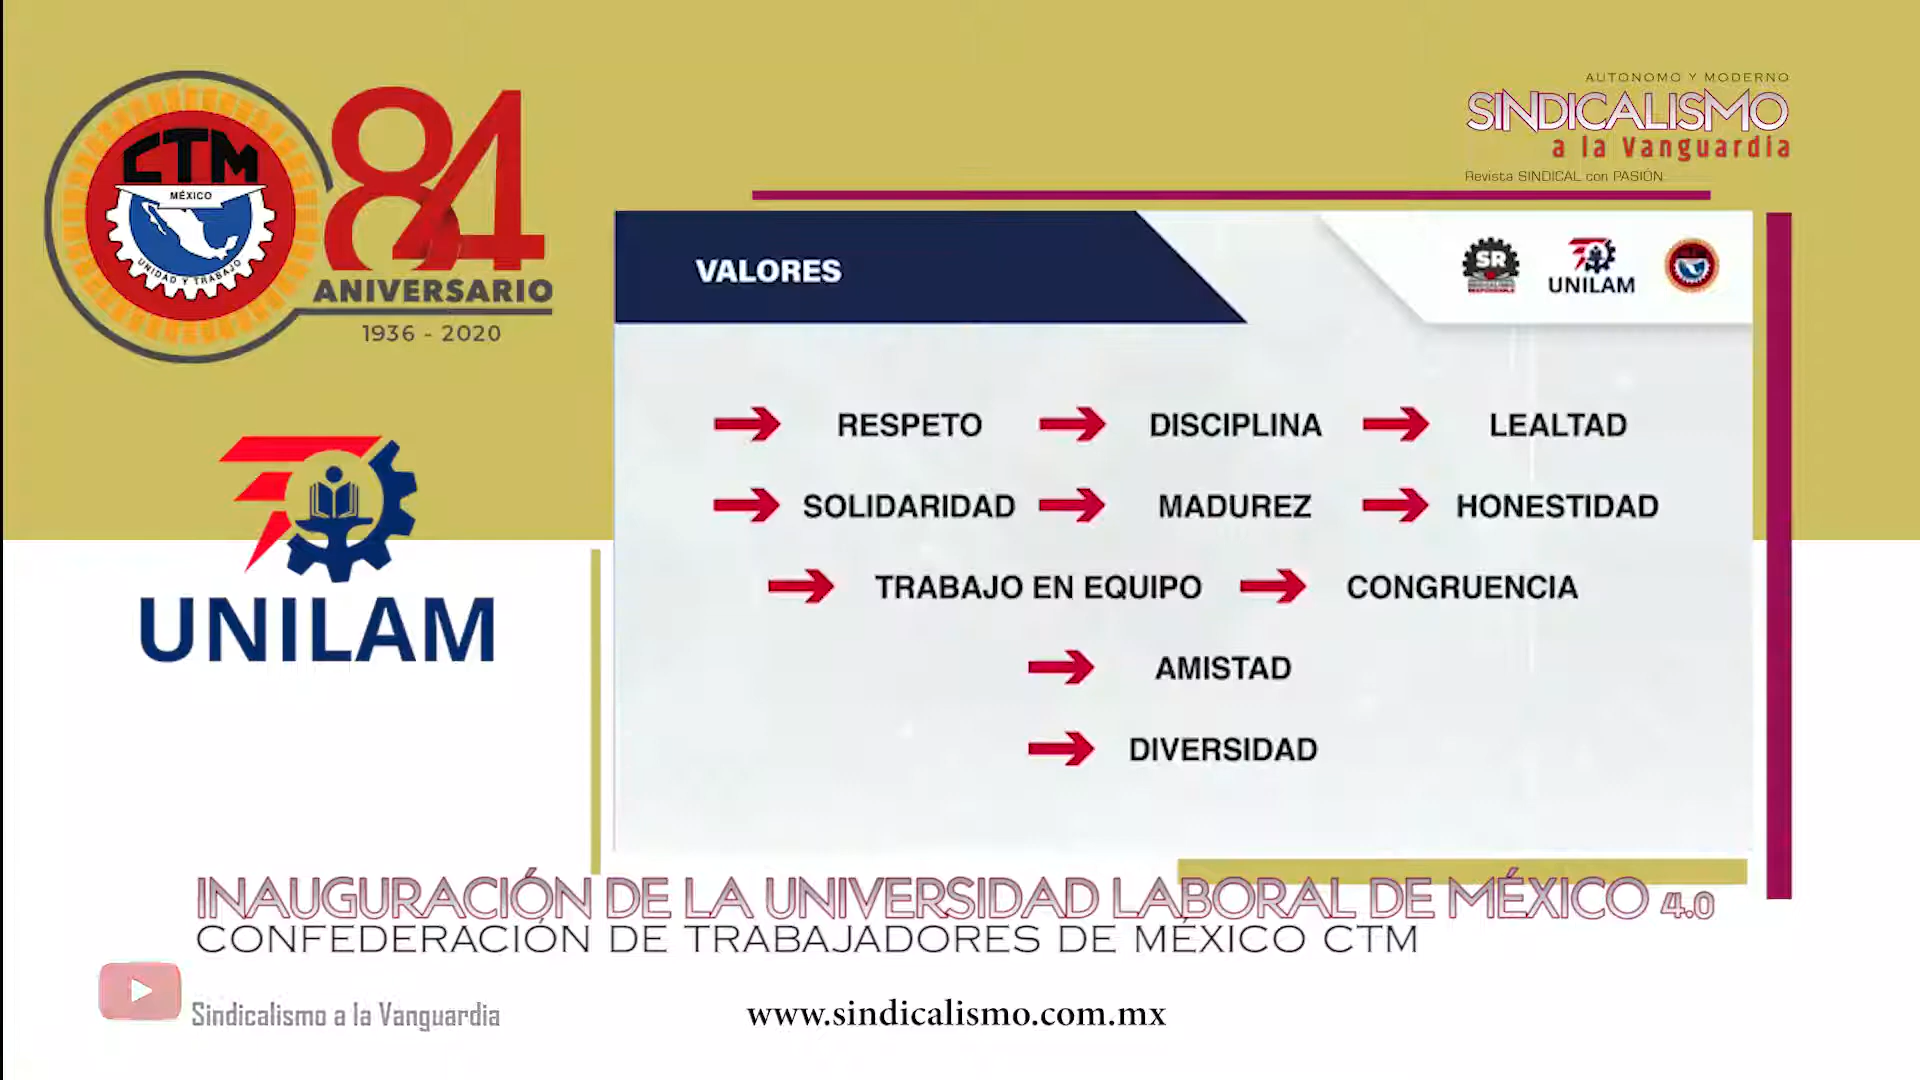 CTM
MÉXICO
UNIDAD Y TRABAJO
84
ANIVERSARIO
1936 - 2020
AUTONOMO Y MODERNO
SINDICALISMO
a la Vanguardia
Revista SINDICAL con PASIÓN
VALORES
SR
UNILAM
RESPETO DISCIPLINA LEALTAD
SOLIDARIDAD MADUREZ HONESTIDAD
TRABAJO EN EQUIPO CONGRUENCIA
AMISTAD
DIVERSIDAD
UNILAM
INAUGURACIÓN DE LA UNIVERSIDAD LABORAL DE MÉXICO 4.0
CONFEDERACIÓN DE TRABAJADORES DE MÉXICO CTM
Sindicalismo a la Vanguardia
www.sindicalismo.com.mx